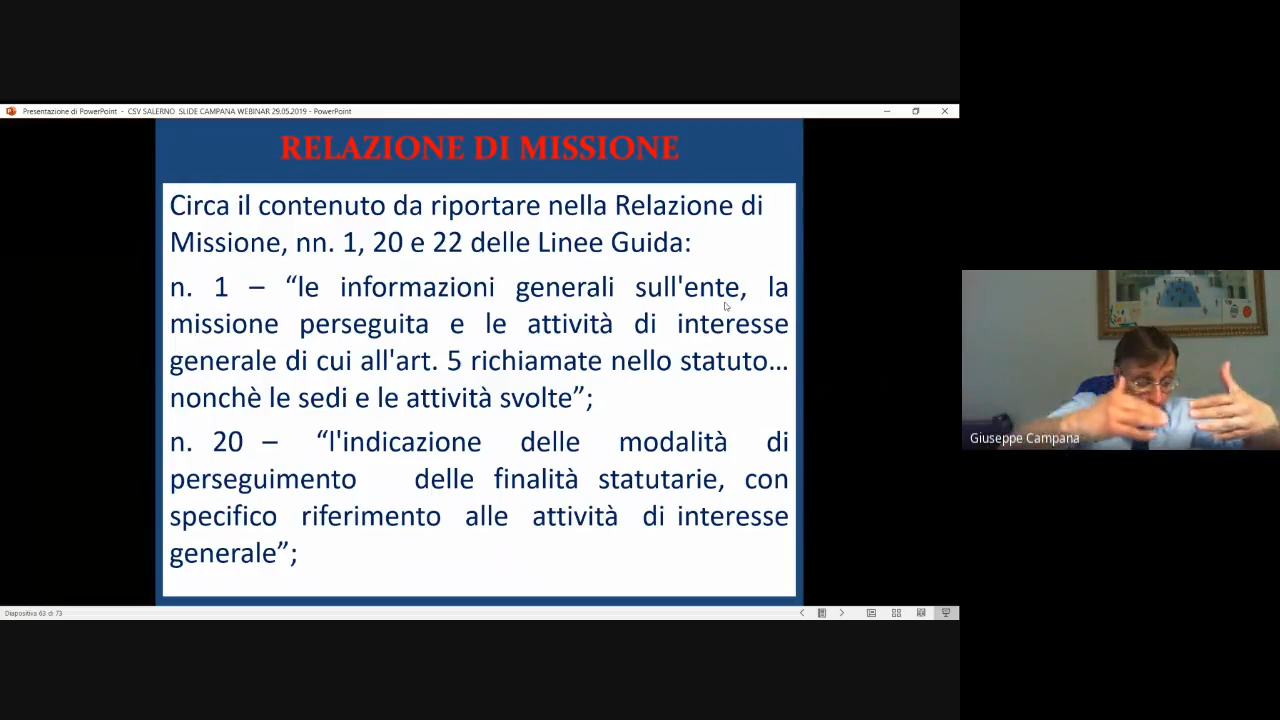 Presentazione di PowerPoint - CSV SALERNO SLIDE CAMPANA WEBINAR 29.05.2019 - PowerPoint
RELAZIONE DI MISSIONE
Circa il contenuto da riportare nella Relazione di
Missione, nn. 1, 20 e 22 delle Linee Guida:
n. 1 – “le informazioni generali sull'ente, la
missione perseguita e le attività di interesse
generale di cui all'art. 5 richiamate nello statuto…
nonchè le sedi e le attività svolte”;
n. 20 – “l'indicazione delle modalità di
perseguimento delle finalità statutarie, con
specifico riferimento alle attività di interesse
generale”;
Diapositiva 63 di 73
Giuseppe Campana